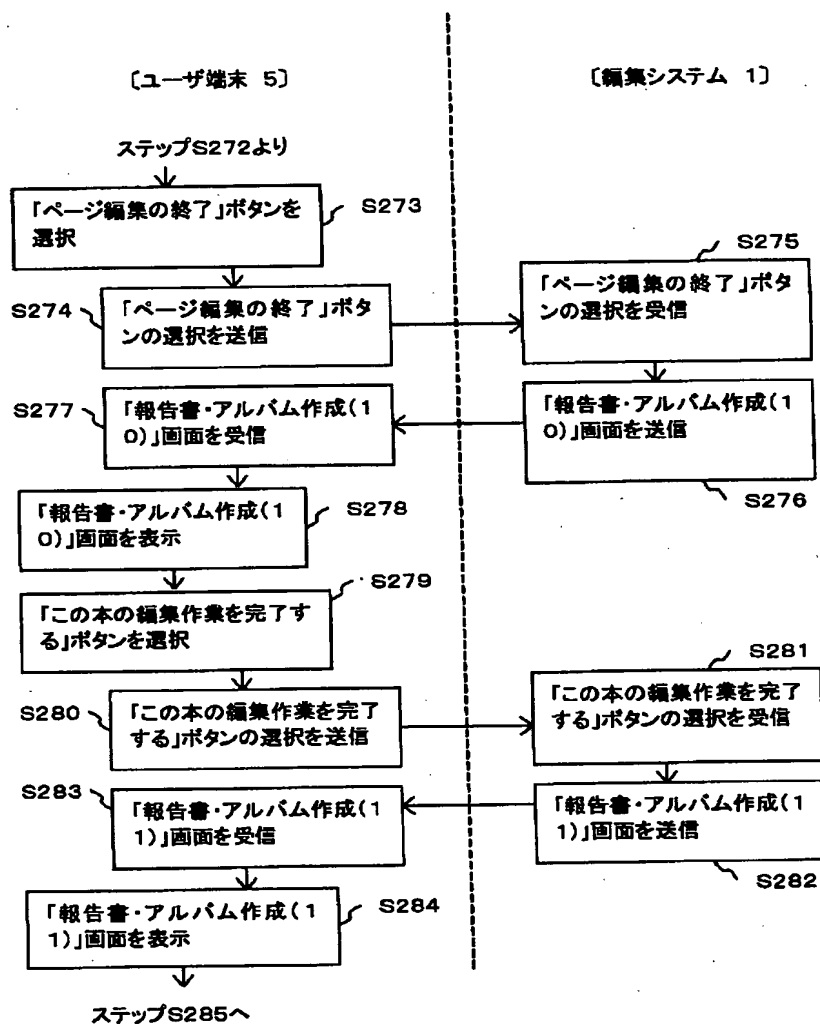 〔ユーザ端末 5〕
〔編集システム 1〕
ステップS272より
「ページ編集の終了」ボタンを
選択
S273
S274
「ページ編集の終了」ボタ
ンの選択を送信
S275
「ページ編集の終了」ボタ
ンの選択を受信
S277
「報告書・アルバム作成(1
0)」画面を受信
「報告書・アルバム作成(1
0)」画面を送信
S276
「報告書・アルバム作成(1
0)」画面を表示
S278
S279
「この本の編集作業を完了す
る」ボタンを選択
S280
「この本の編集作業を完了
する」ボタンの選択を送信
S281
「この本の編集作業を完了
する」ボタンの選択を受信
S283
「報告書・アルバム作成(1
1)」画面を受信
「報告書・アルバム作成(1
1)」画面を送信
S282
「報告書・アルバム作成(1
1)」画面を表示
S284
ステップS285へ